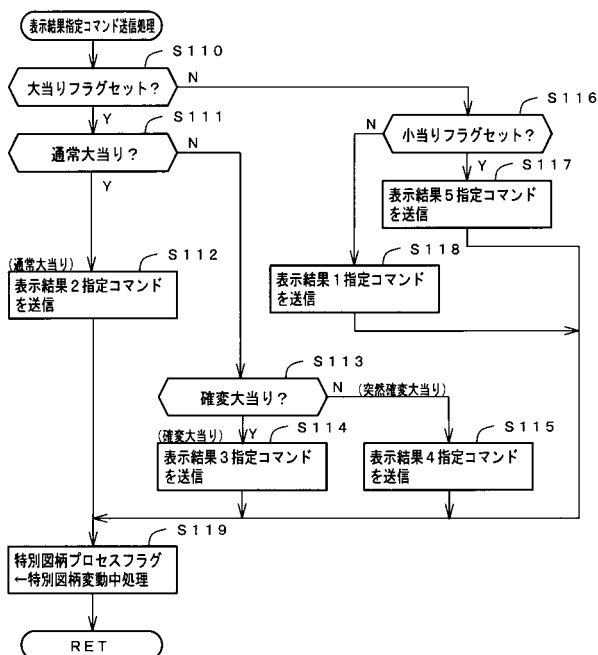 表示結果指定コマンド送信処理
S110
大当りフラグセット?
N
Y
S111
通常大当り?
N
Y
S116
小当りフラグセット?
N
Y
S117
表示結果5指定コマンド
を送信
S118
表示結果1指定コマンド
を送信
(通常大当り)
S112
表示結果2指定コマンド
を送信
S113
確変大当り?
N
(突然確変大当り)
(確変大当り)
Y
S114
表示結果3指定コマンド
を送信
S115
表示結果4指定コマンド
を送信
S119
特別図柄プロセスフラグ
←特別図柄変動中処理
RET